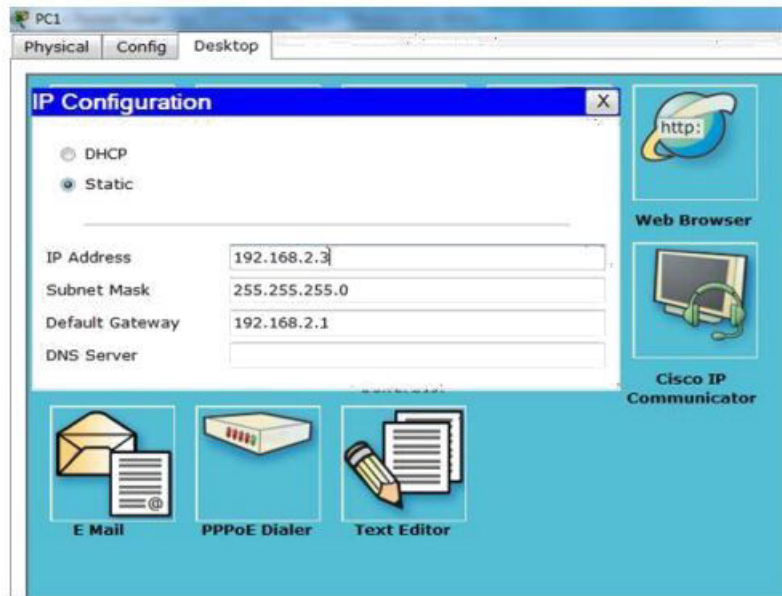 PC1
Physical Config Desktop
IP Configuration X
DHCP
Static
IP Address 192.168.2.3
Subnet Mask 255.255.255.0
Default Gateway 192.168.2.1
DNS Server
http:
Web Browser
Cisco IP
Communicator
@
E Mail PPPoE Dialer Text Editor